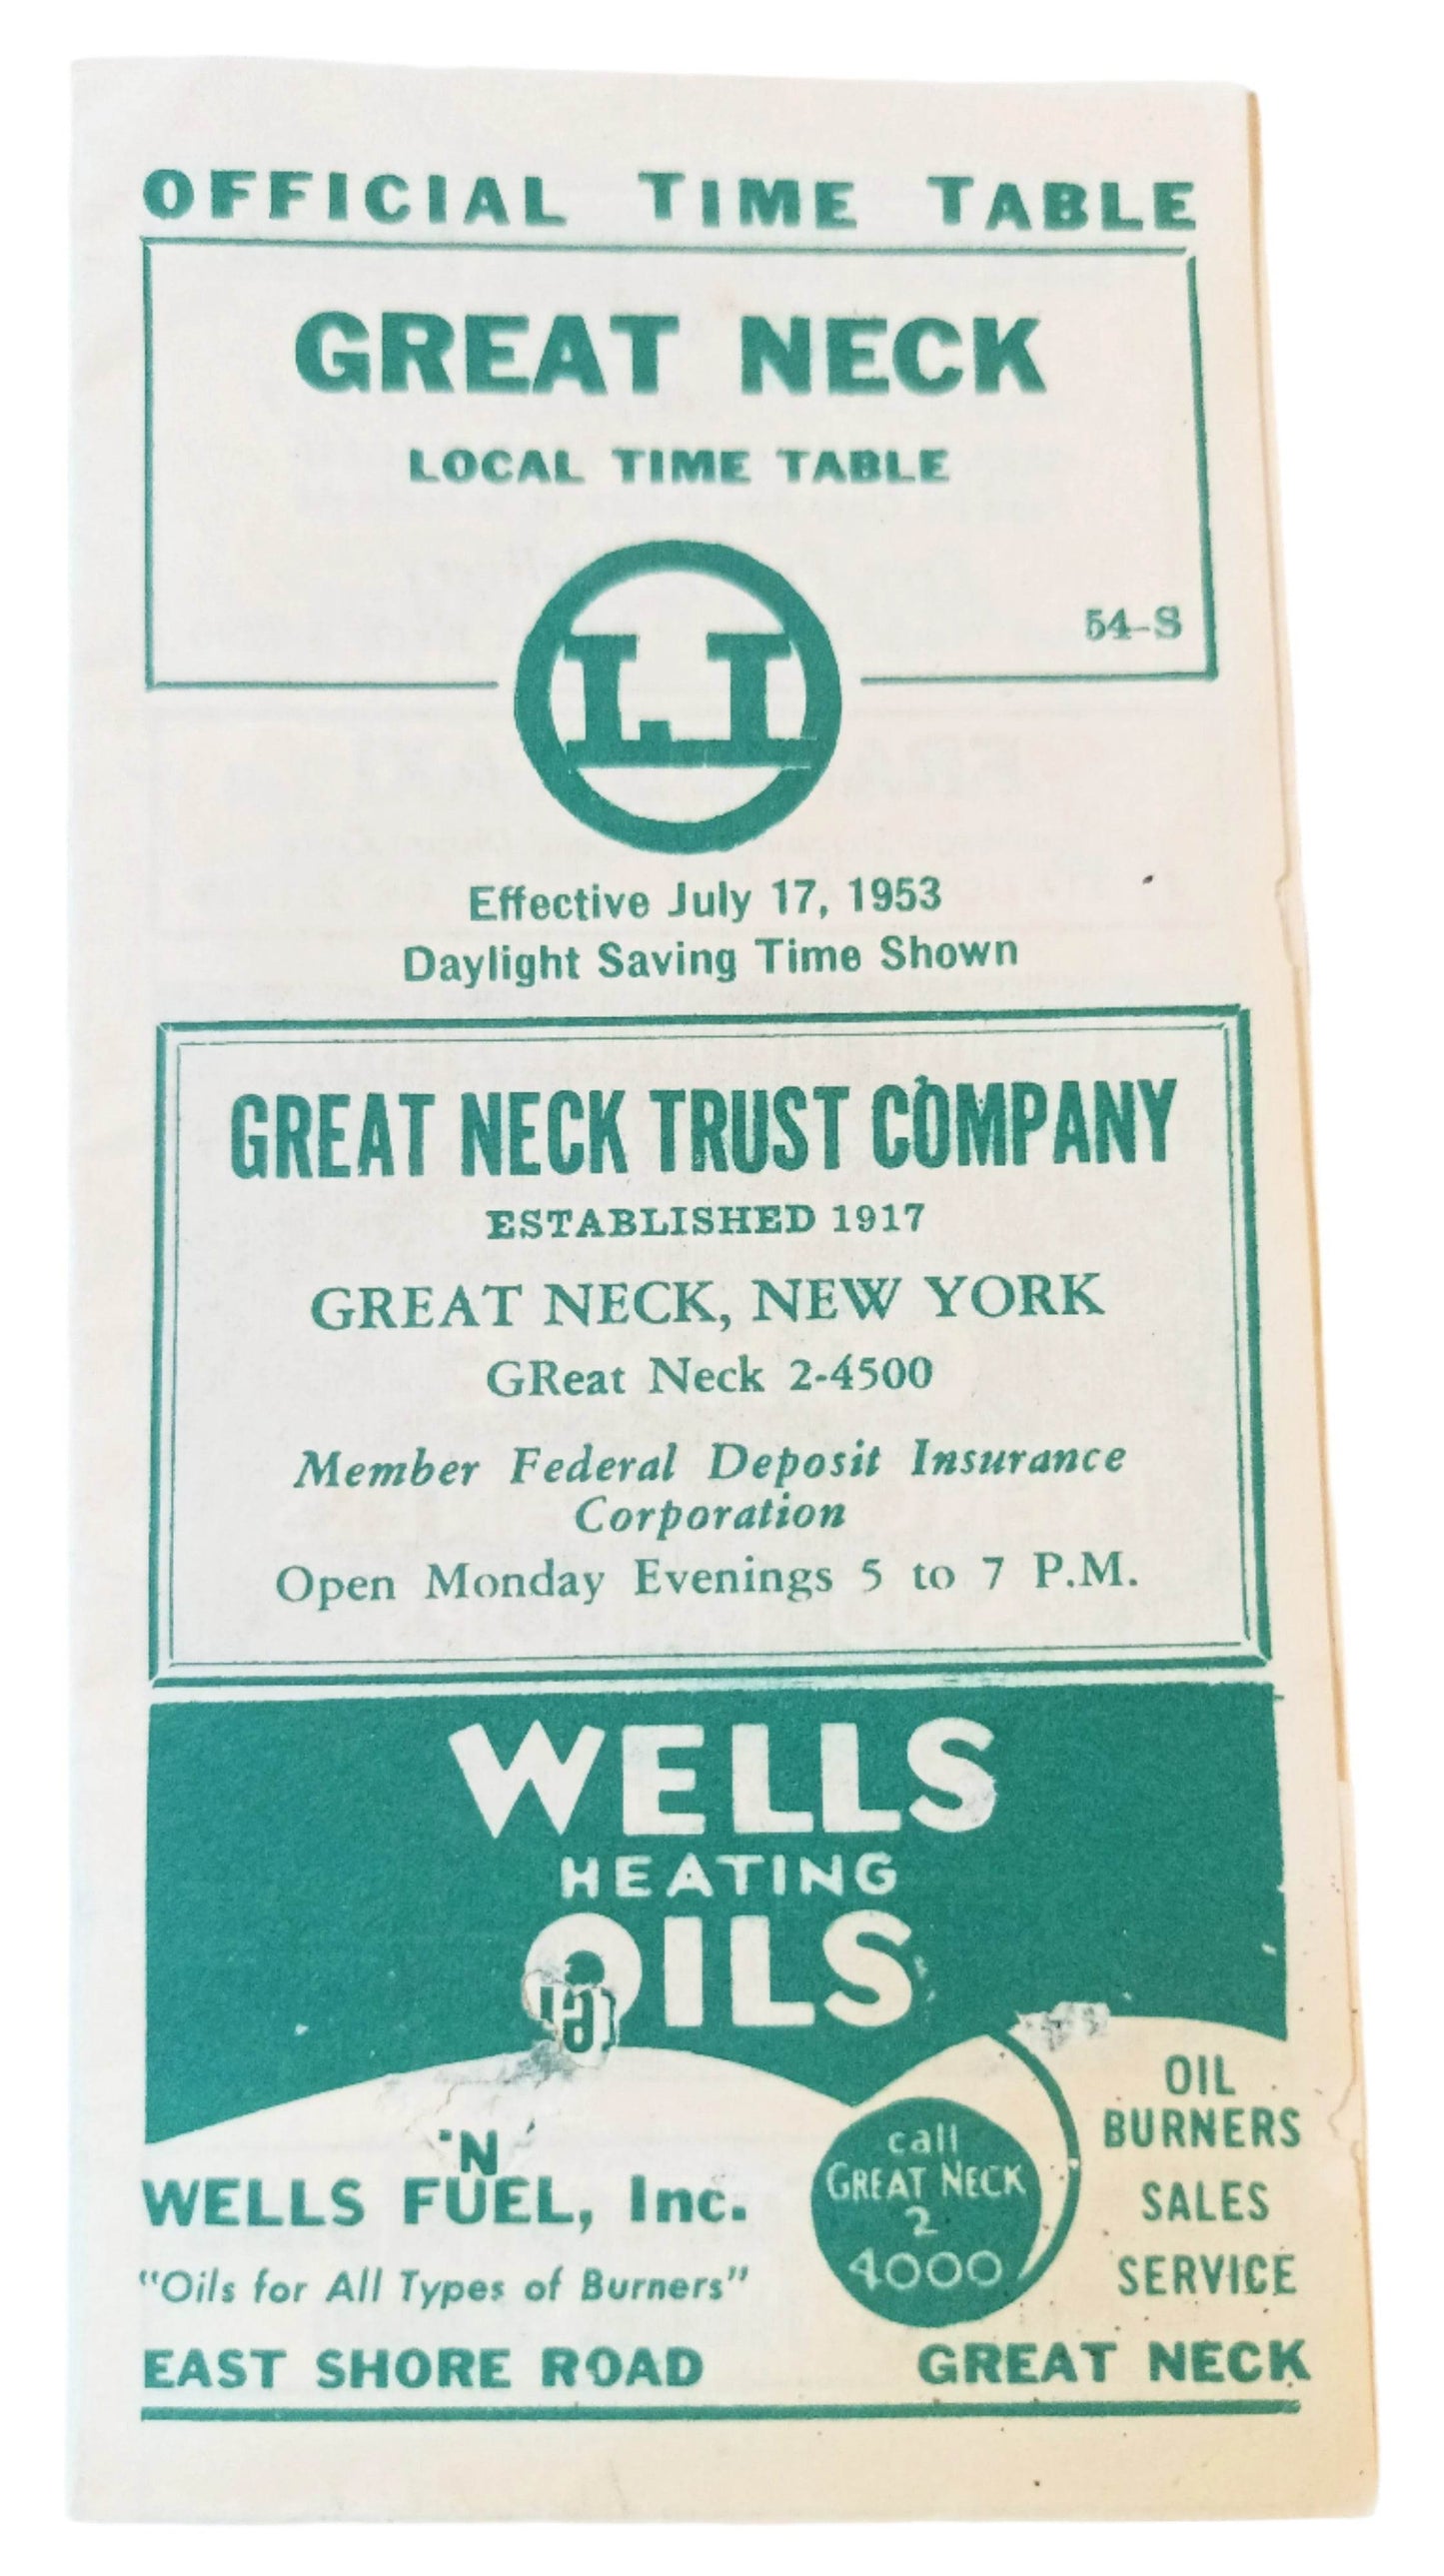 OFFICIAL TIME TABLE
GREAT NECK
LOCAL TIME TABLE
54-S
LI
Effective July 17, 1953
Daylight Saving Time Shown
GREAT NECK TRUST COMPANY
ESTABLISHED 1917
GREAT NECK, NEW YORK
GReat Neck 2-4500
Member Federal Deposit Insurance
Corporation
Open Monday Evenings 5 to 7 P.M.
WELLS
HEATING
OILS
WELLS FUEL, Inc.
"Oils for All Types of Burners"
EAST SHORE ROAD
call
GREAT NECK
2
4000
OIL
BURNERS
SALES
SERVICE
GREAT NECK